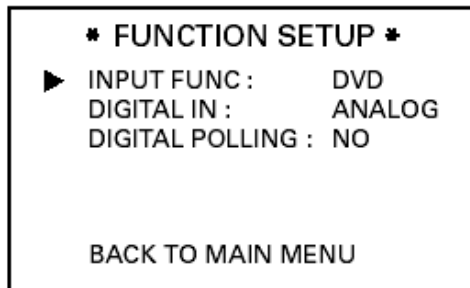 * FUNCTION SETUP *
INPUT FUNC : DVD
DIGITAL IN : ANALOG
DIGITAL POLLING : NO
BACK TO MAIN MENU